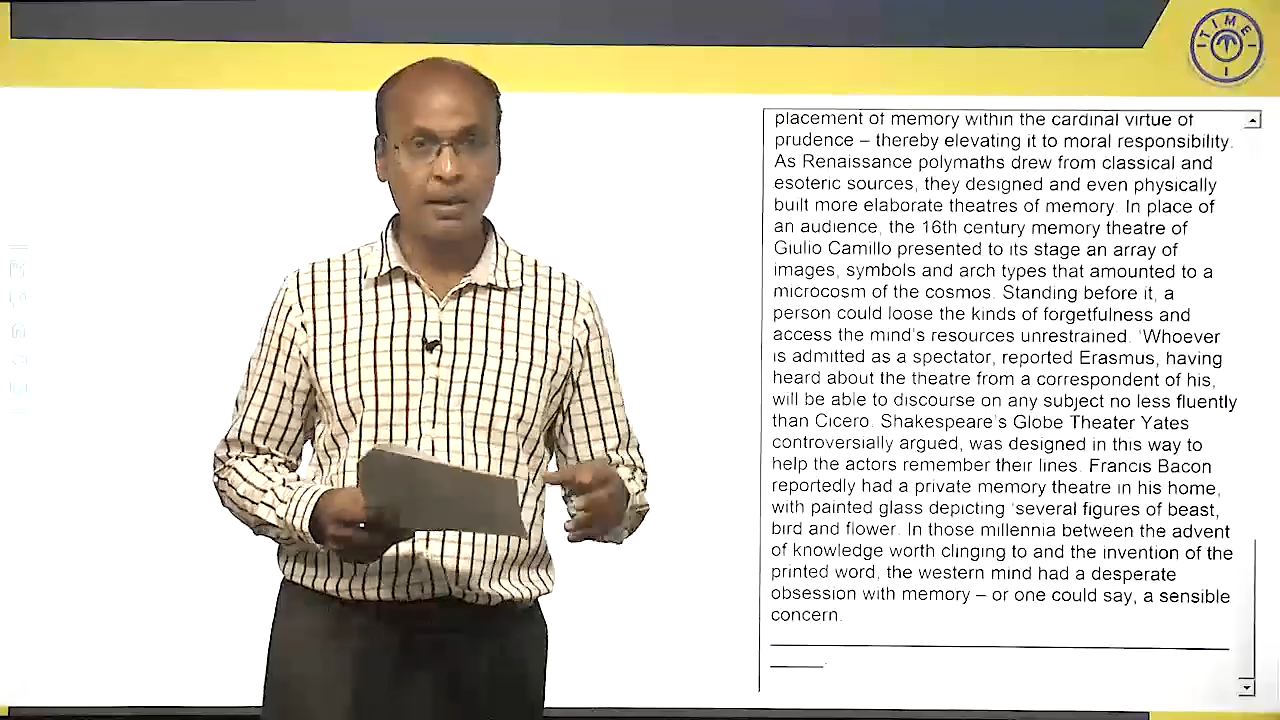 T.I.M.E.
placement of memory within the cardinal virtue of
prudence – thereby elevating it to moral responsibility.
As Renaissance polymaths drew from classical and
esoteric sources, they designed and even physically
built more elaborate theatres of memory. In place of
an audience, the 16th century memory theatre of
Giulio Camillo presented to its stage an array of
images, symbols and arch types that amounted to a
microcosm of the cosmos. Standing before it, a
person could loose the kinds of forgetfulness and
access the mind's resources unrestrained. 'Whoever
is admitted as a spectator, reported Erasmus, having
heard about the theatre from a correspondent of his,
will be able to discourse on any subject no less fluently
than Cicero. Shakespeare's Globe Theater Yates
controversially argued, was designed in this way to
help the actors remember their lines. Francis Bacon
reportedly had a private memory theatre in his home,
with painted glass depicting 'several figures of beast,
bird and flower. In those millennia between the advent
of knowledge worth clinging to and the invention of the
printed word, the western mind had a desperate
obsession with memory – or one could say, a sensible
concern.